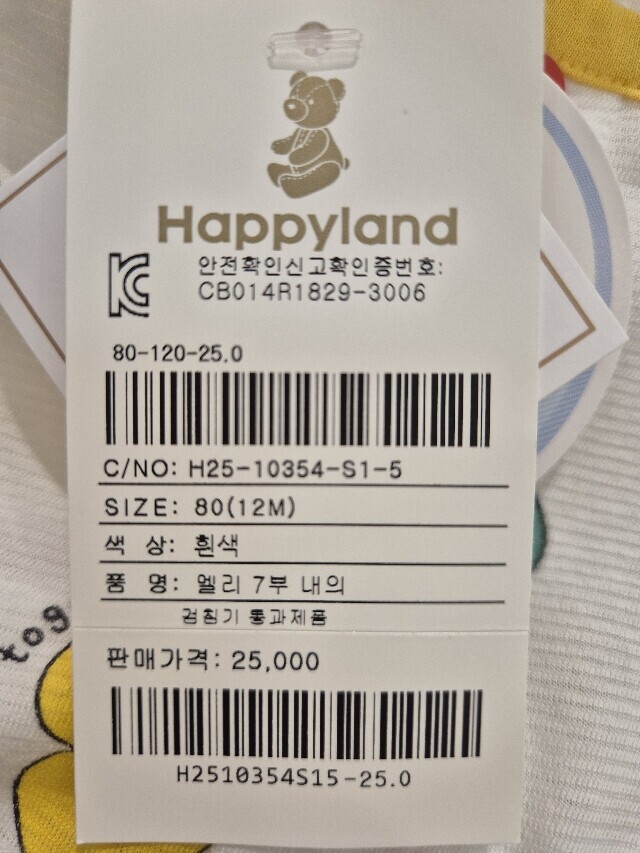 Happyland
안전확인신고확인증번호:
CB014R1829-3006
80-120-25.0
C/NO: H25-10354-S1-5
SIZE: 80(12M)
색 상: 흰색
품 명: 엘리 7부 내의
검침기 통과제품
판매가격: 25,000
H2510354S15-25.0
tog